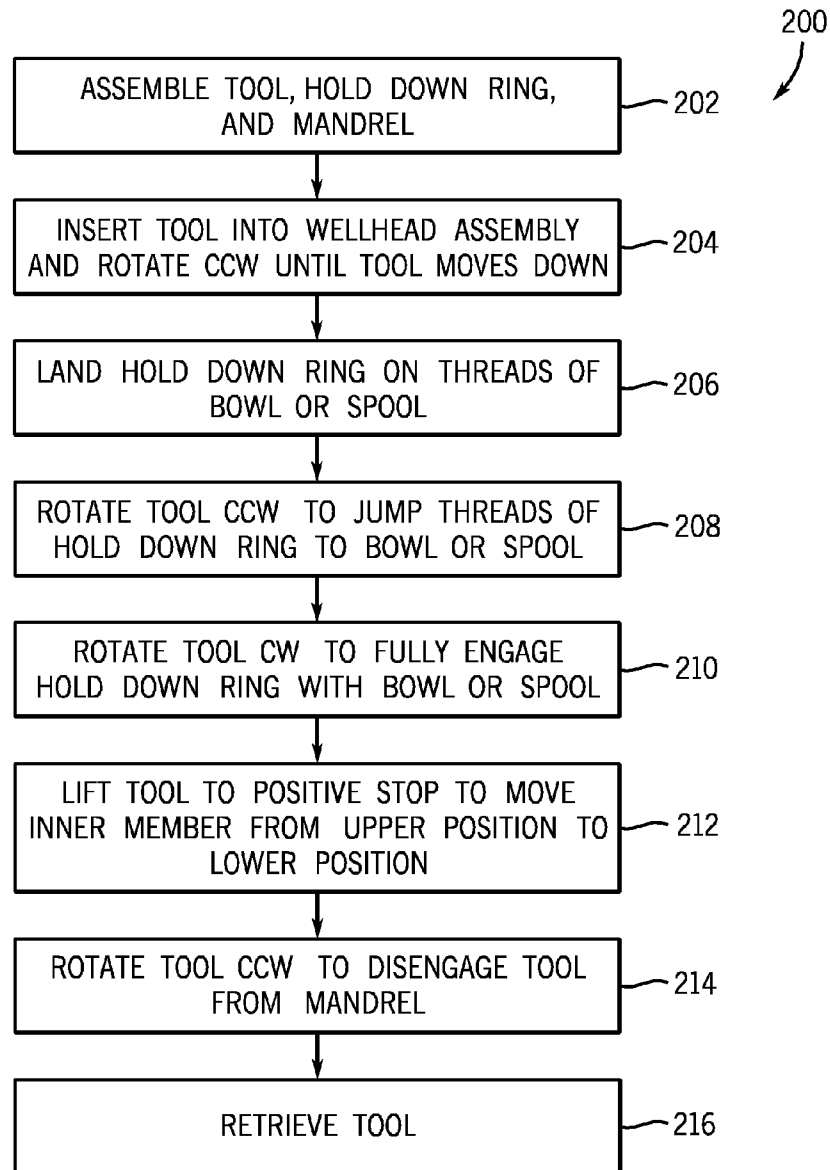 200
ASSEMBLE TOOL, HOLD DOWN RING,
AND MANDREL
202
INSERT TOOL INTO WELLHEAD ASSEMBLY
AND ROTATE CCW UNTIL TOOL MOVES DOWN
204
LAND HOLD DOWN RING ON THREADS OF
BOWL OR SPOOL
206
ROTATE TOOL CCW TO JUMP THREADS OF
HOLD DOWN RING TO BOWL OR SPOOL
208
ROTATE TOOL CW TO FULLY ENGAGE
HOLD DOWN RING WITH BOWL OR SPOOL
210
LIFT TOOL TO POSITIVE STOP TO MOVE
INNER MEMBER FROM UPPER POSITION TO
LOWER POSITION
212
ROTATE TOOL CCW TO DISENGAGE TOOL
FROM MANDREL
214
RETRIEVE TOOL
216